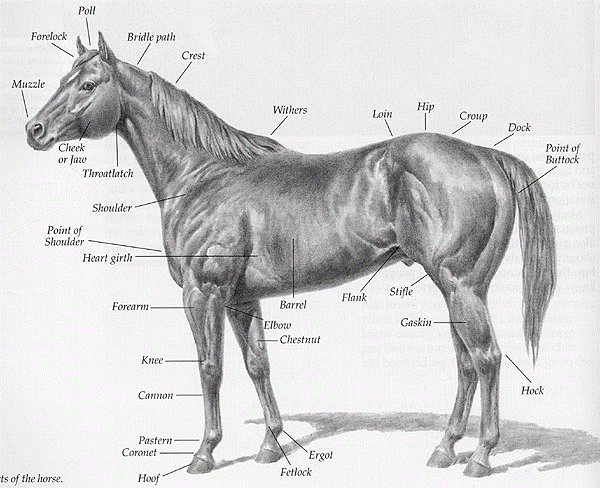 Poll
Forelock
Bridle path
Crest
Muzzle
Withers
Loin
Hip
Croup
Dock
Cheek
or Jaw
Throatlatch
Point of
Buttock
Shoulder
Point of
Shoulder
Heart girth
Barrel
Flank
Stifle
Forearm
Elbow
Chestnut
Gaskin
Knee
Hock
Cannon
Pastern
Coronet
Hoof
Ergot
Fetlock
rts of the horse.